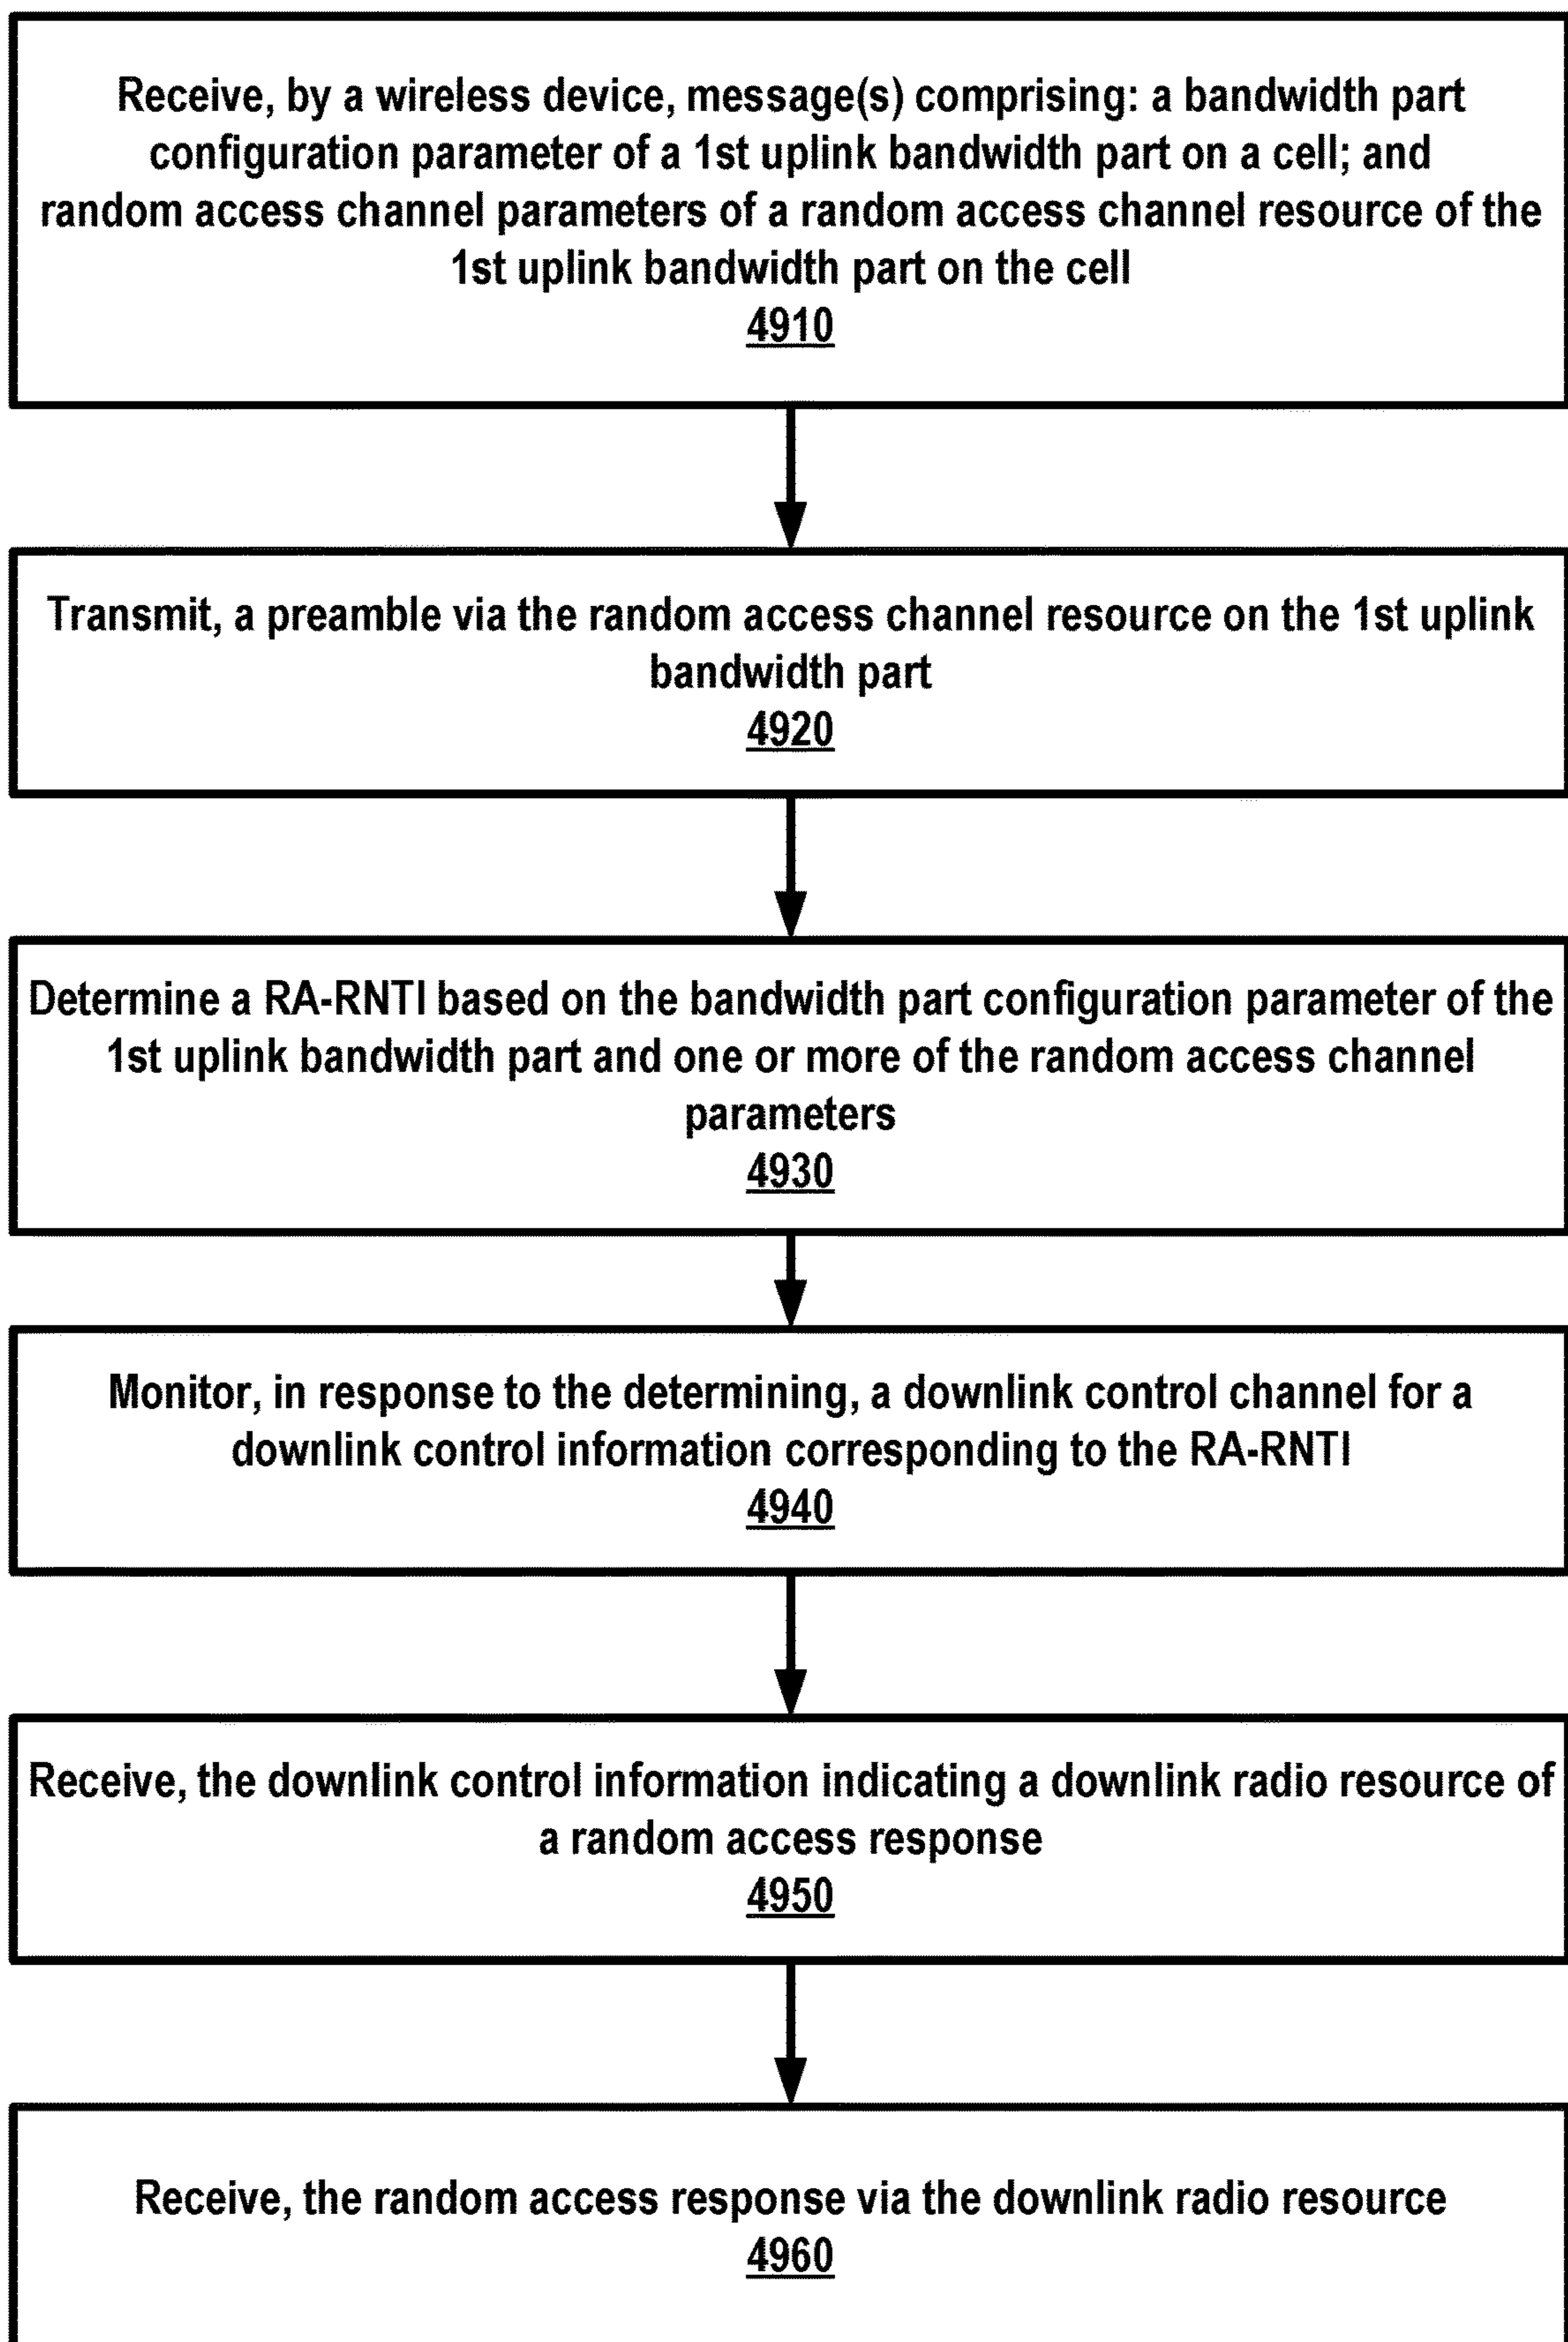 Receive, by a wireless device, message(s) comprising: a bandwidth part
configuration parameter of a 1st uplink bandwidth part on a cell; and
random access channel parameters of a random access channel resource of the
1st uplink bandwidth part on the cell
4910
Transmit, a preamble via the random access channel resource on the 1st uplink
bandwidth part
4920
Determine a RA-RNTI based on the bandwidth part configuration parameter of the
1st uplink bandwidth part and one or more of the random access channel
parameters
4930
Monitor, in response to the determining, a downlink control channel for a
downlink control information corresponding to the RA-RNTI
4940
Receive, the downlink control information indicating a downlink radio resource of
a random access response
4950
Receive, the random access response via the downlink radio resource
4960